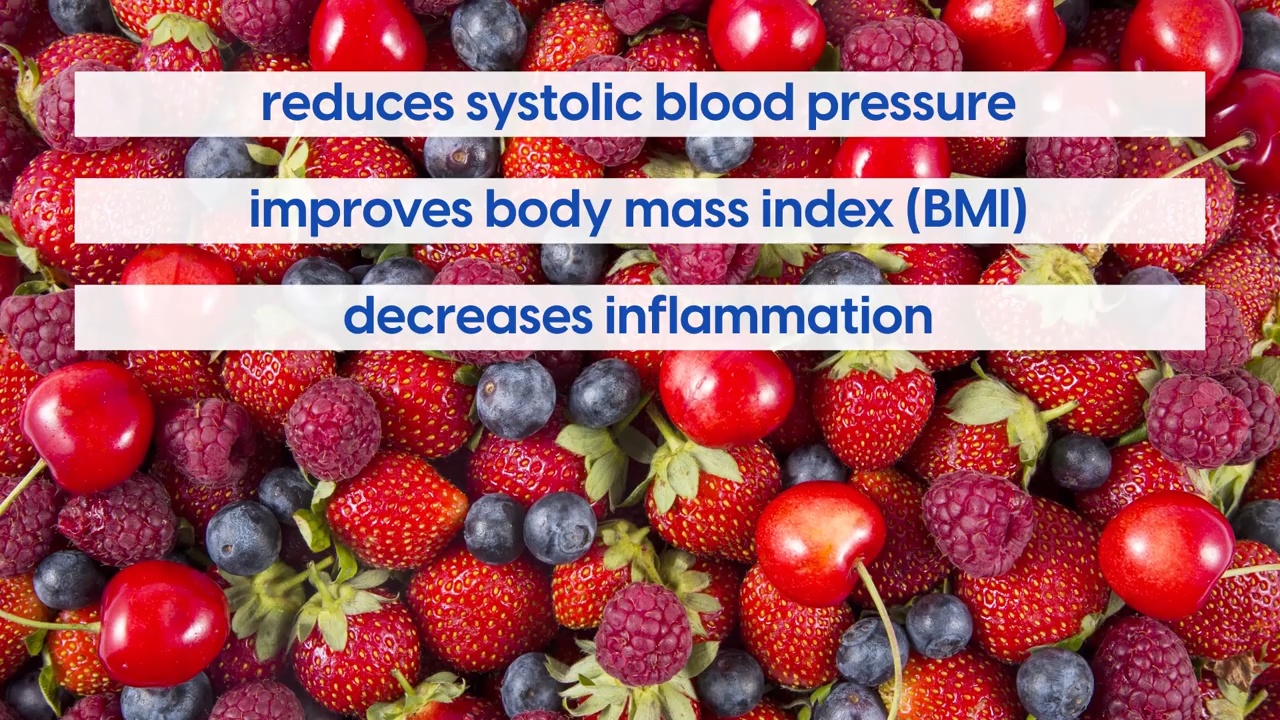 reduces systolic blood pressure
improves body mass index (BMI)
decreases inflammation